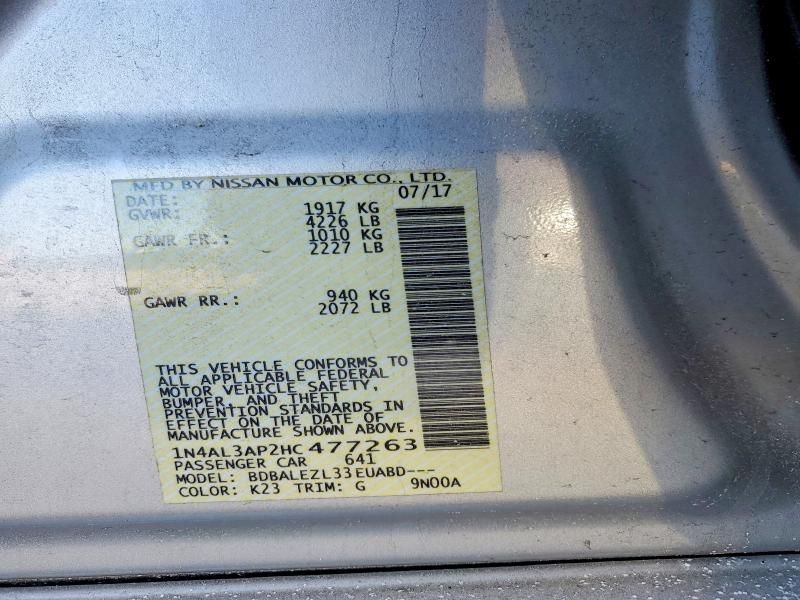 MFD BY NISSAN MOTOR CO., LTD.
DATE: 07/17
GVWR: 1917 KG
4226 LB
GAWR FR.: 1010 KG
2227 LB
GAWR RR.: 940 KG
2072 LB
THIS VEHICLE CONFORMS TO
ALL APPLICABLE FEDERAL
MOTOR VEHICLE SAFETY,
BUMPER, AND THEFT
PREVENTION STANDARDS IN
EFFECT ON THE DATE OF
MANUFACTURE SHOWN ABOVE.
1N4AL3AP2HC477263
PASSENGER CAR 641
MODEL: BDBALEZL33EUABD---
COLOR: K23 TRIM: G 9N00A